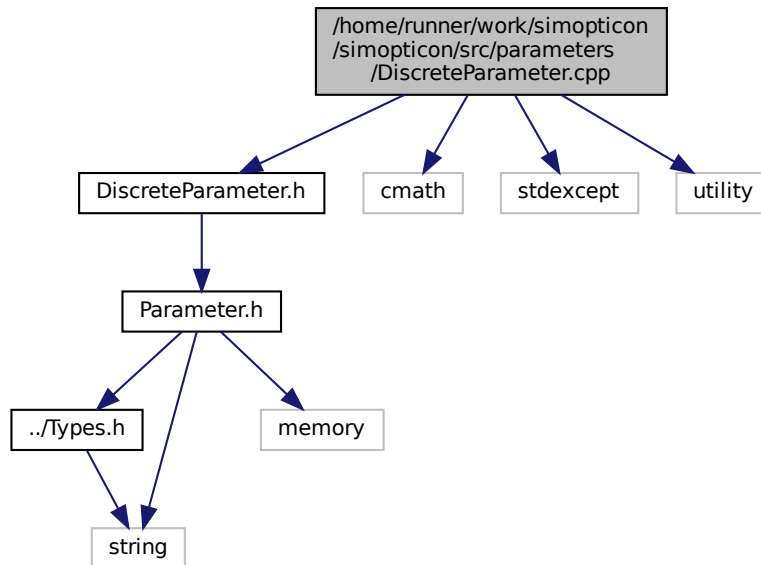 /home/runner/work/simopticon
/simopticon/src/parameters
/DiscreteParameter.cpp
DiscreteParameter.h
cmath
stdexcept
utility
Parameter.h
../Types.h
memory
string